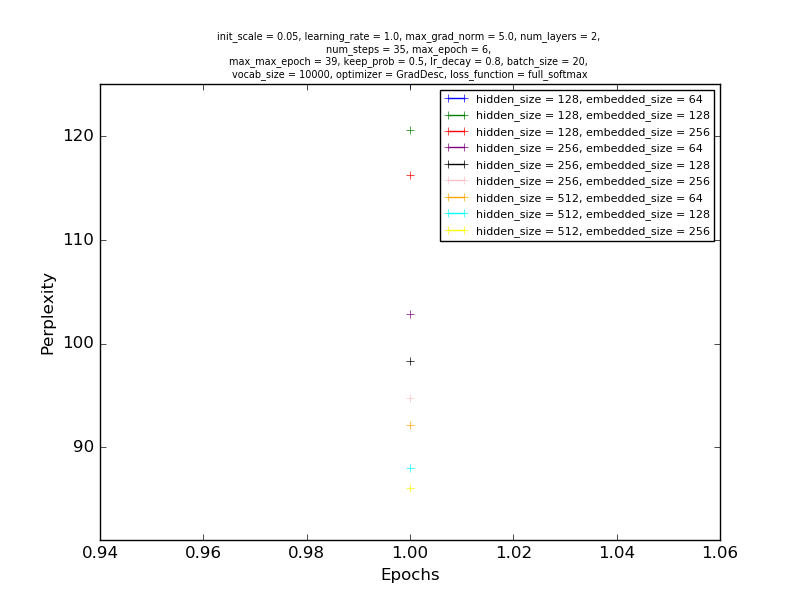 init_scale = 0.05, learning_rate = 1.0, max_grad_norm = 5.0, num_layers = 2,
num_steps = 35, max_epoch = 6,
max_max_epoch = 39, keep_prob = 0.5, lr_decay = 0.8, batch_size = 20,
vocab_size = 10000, optimizer = GradDesc, loss_function = full_softmax
hidden_size = 128, embedded_size = 64
hidden_size = 128, embedded_size = 128
hidden_size = 128, embedded_size = 256
hidden_size = 256, embedded_size = 64
hidden_size = 256, embedded_size = 128
hidden_size = 256, embedded_size = 256
hidden_size = 512, embedded_size = 64
hidden_size = 512, embedded_size = 128
hidden_size = 512, embedded_size = 256
120
110
100
90
Perplexity
0.94 0.96 0.98 1.00 1.02 1.04 1.06
Epochs